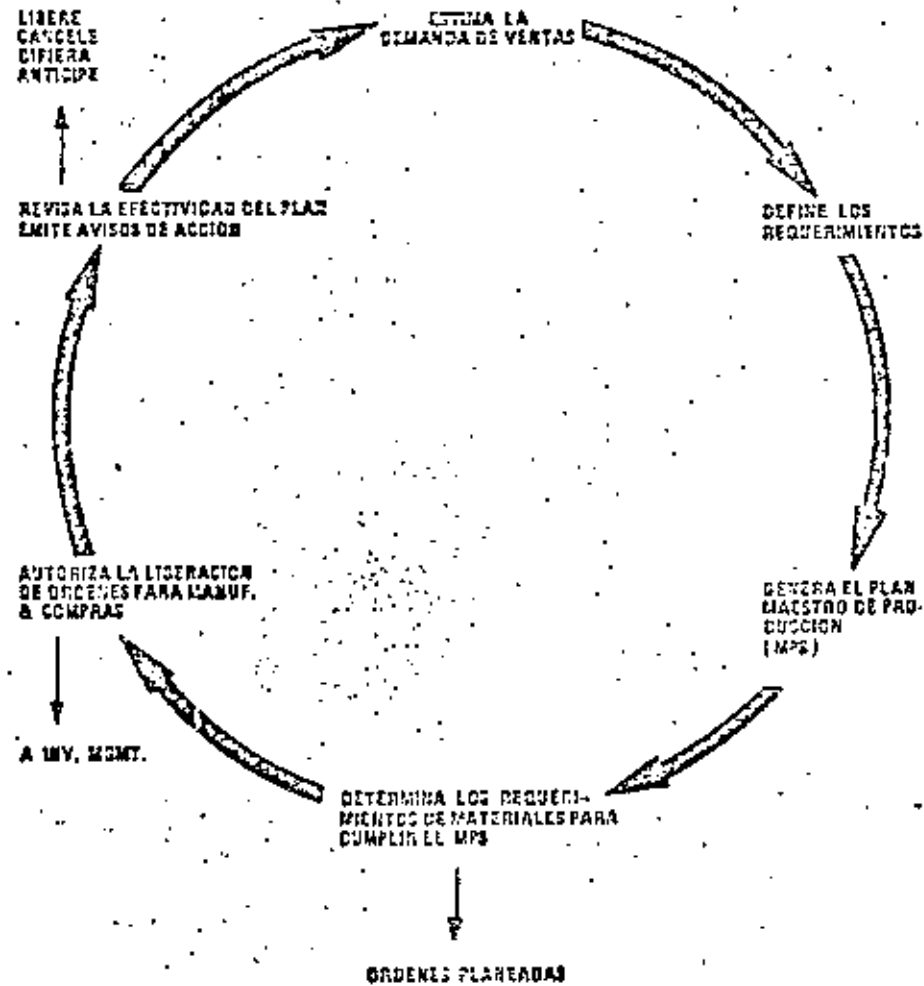 LIBERE
CANCELE
DIFIERA
ANTICIPE
ESTIMA LA
DEMANDA DE VENTAS
REVISA LA EFECTIVIDAD DEL PLAN
EMITE AVISOS DE ACCION
DEFINE LOS
REQUERIMIENTOS
AUTORIZA LA LIBERACION
DE ORDENES PARA MANUF.
& COMPRAS
GENERA EL PLAN
MAESTRO DE PRO-
DUCCION
(MPS)
A INV. MGMT.
DETERMINA LOS REQUERI-
MIENTOS DE MATERIALES PARA
CUMPLIR EL MPS
ORDENES PLANEADAS